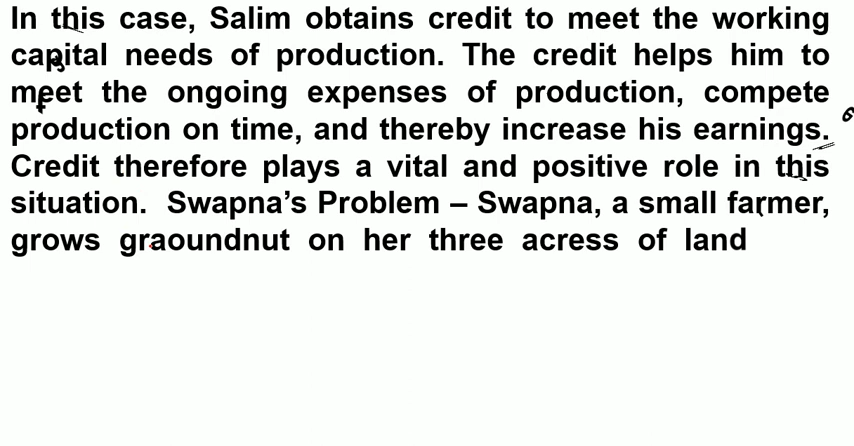 In this case, Salim obtains credit to meet the working
capital needs of production. The credit helps him to
meet the ongoing expenses of production, compete
production on time, and thereby increase his earnings.
Credit therefore plays a vital and positive role in this
situation. Swapna's Problem – Swapna, a small farmer,
grows graoundnut on her three acress of land